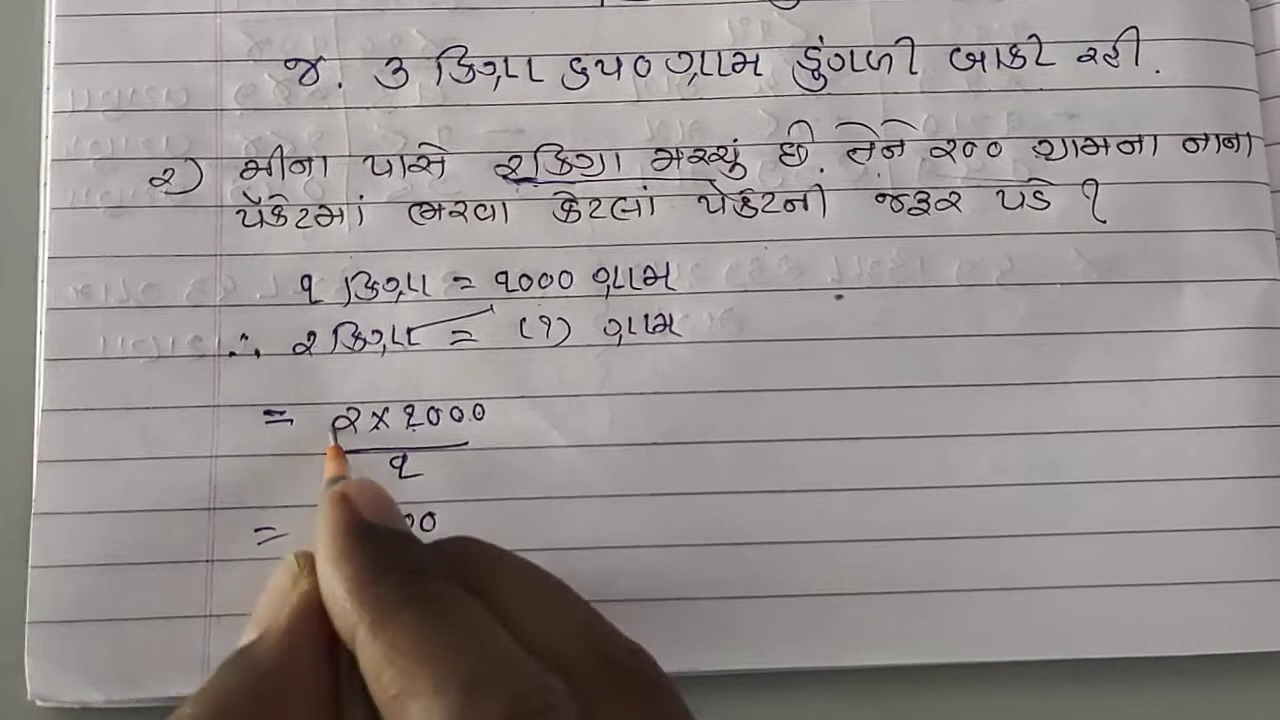 જ. ૩ કિગ્રા ૬૫૦ ગ્રામ ડુંગળી બાકી રહી.
૨) મીના પાસે ૨ કિગ્રા મરચું છે. તેને ૨૦૦ ગ્રામના નાના
પેકેટમાં ભરવા કેટલાં પેકેટની જરૂર પડે ?
૧ કિગ્રા = ૧૦૦૦ ગ્રામ
∴ ૨ કિગ્રા = (?) ગ્રામ
= ૨ × ૧૦૦૦
૧
=